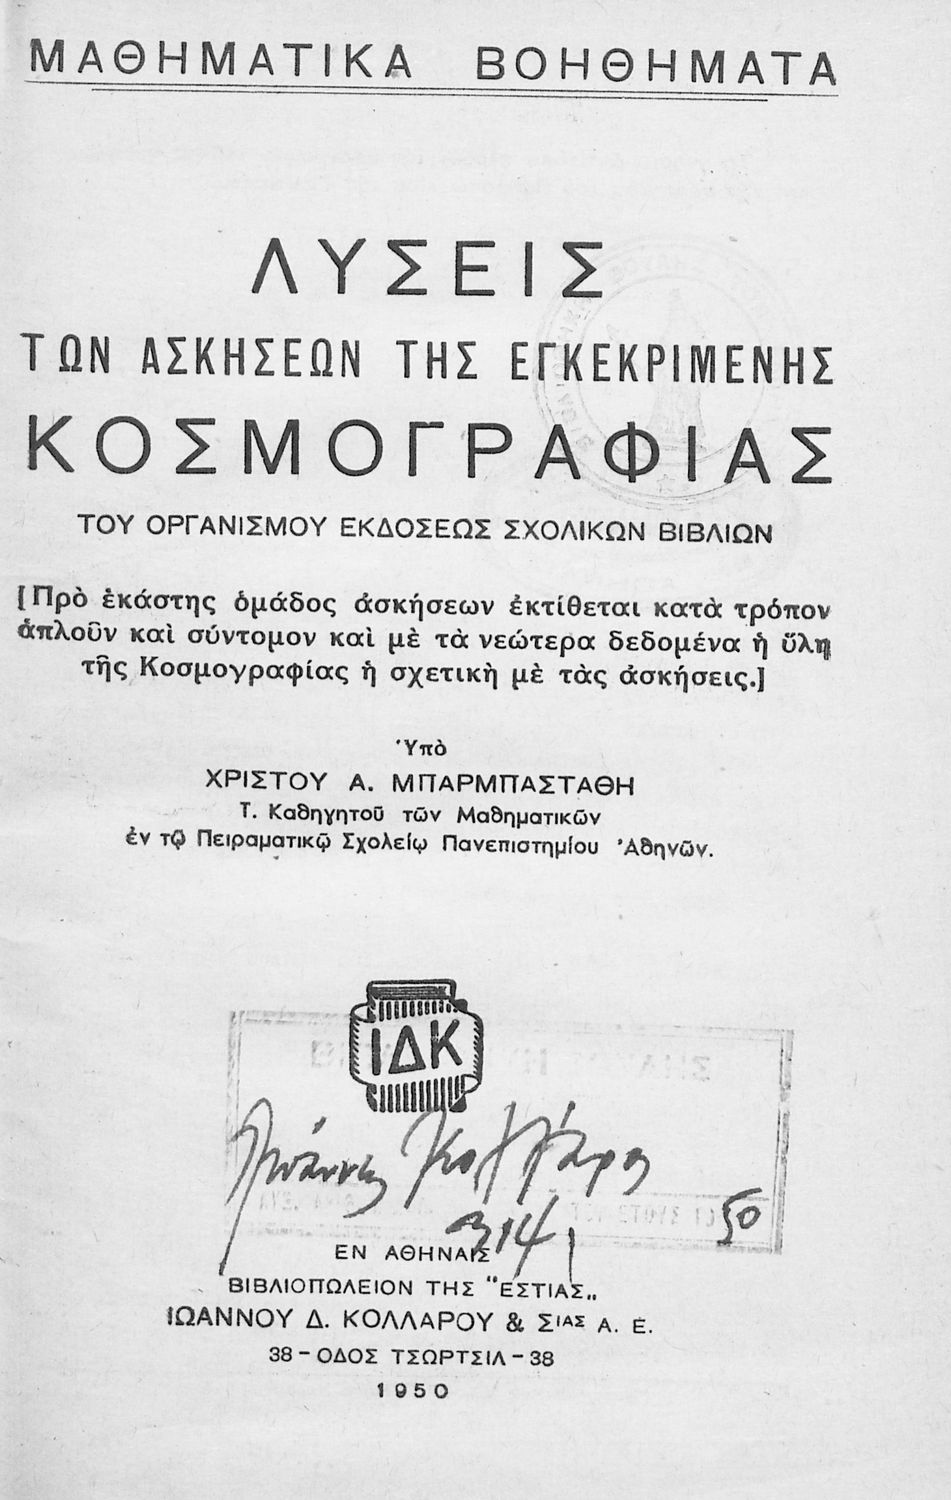 ΜΑΘΗΜΑΤΙΚΑ ΒΟΗΘΗΜΑΤΑ
ΛΥΣΕΙΣ
ΤΩΝ ΑΣΚΗΣΕΩΝ ΤΗΣ ΕΓΚΕΚΡΙΜΕΝΗΣ
ΚΟΣΜΟΓΡΑΦΙΑΣ
ΤΟΥ ΟΡΓΑΝΙΣΜΟΥ ΕΚΔΟΣΕΩΣ ΣΧΟΛΙΚΩΝ ΒΙΒΛΙΩΝ
[Πρὸ ἑκάστης ὁμάδος ἀσκήσεων ἐκτίθεται κατὰ τρόπον
ἁπλοῦν καὶ σύντομον καὶ μὲ τὰ νεώτερα δεδομένα ἡ ὕλη
τῆς Κοσμογραφίας ἡ σχετικὴ μὲ τὰς ἀσκήσεις.]
Ὑπὸ
ΧΡΙΣΤΟΥ Α. ΜΠΑΡΜΠΑΣΤΑΘΗ
Τ. Καθηγητοῦ τῶν Μαθηματικῶν
ἐν τῷ Πειραματικῷ Σχολείῳ Πανεπιστημίου Ἀθηνῶν.
ΙΔΚ
ΕΝ ΑΘΗΝΑΙΣ
ΒΙΒΛΙΟΠΩΛΕΙΟΝ ΤΗΣ "ΕΣΤΙΑΣ„
ΙΩΑΝΝΟΥ Δ. ΚΟΛΛΑΡΟΥ & ΣΙΑΣ Α. Ε.
38 - ΟΔΟΣ ΤΣΩΡΤΣΙΛ - 38
1950